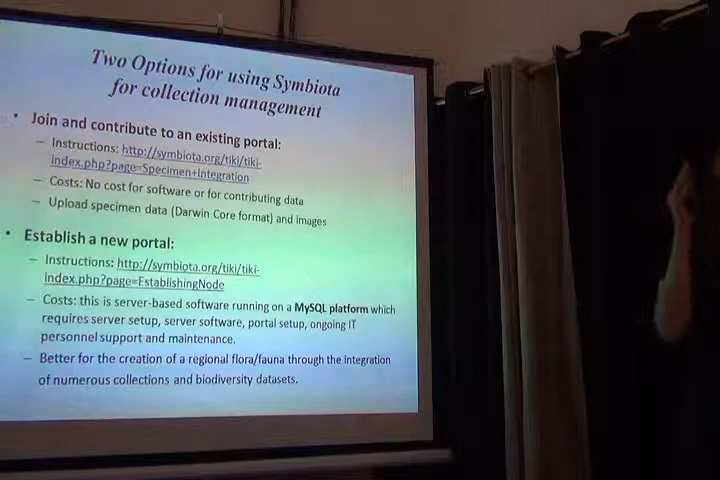 Two Options for using Symbiota
for collection management
• Join and contribute to an existing portal:
– Instructions: http://symbiota.org/tiki/tiki-
index.php?page=Specimen+Integration
– Costs: No cost for software or for contributing data
– Upload specimen data (Darwin Core format) and images
• Establish a new portal:
– Instructions: http://symbiota.org/tiki/tiki-
index.php?page=EstablishingNode
– Costs: this is server-based software running on a MySQL platform which
requires server setup, server software, portal setup, ongoing IT
personnel support and maintenance.
– Better for the creation of a regional flora/fauna through the integration
of numerous collections and biodiversity datasets.